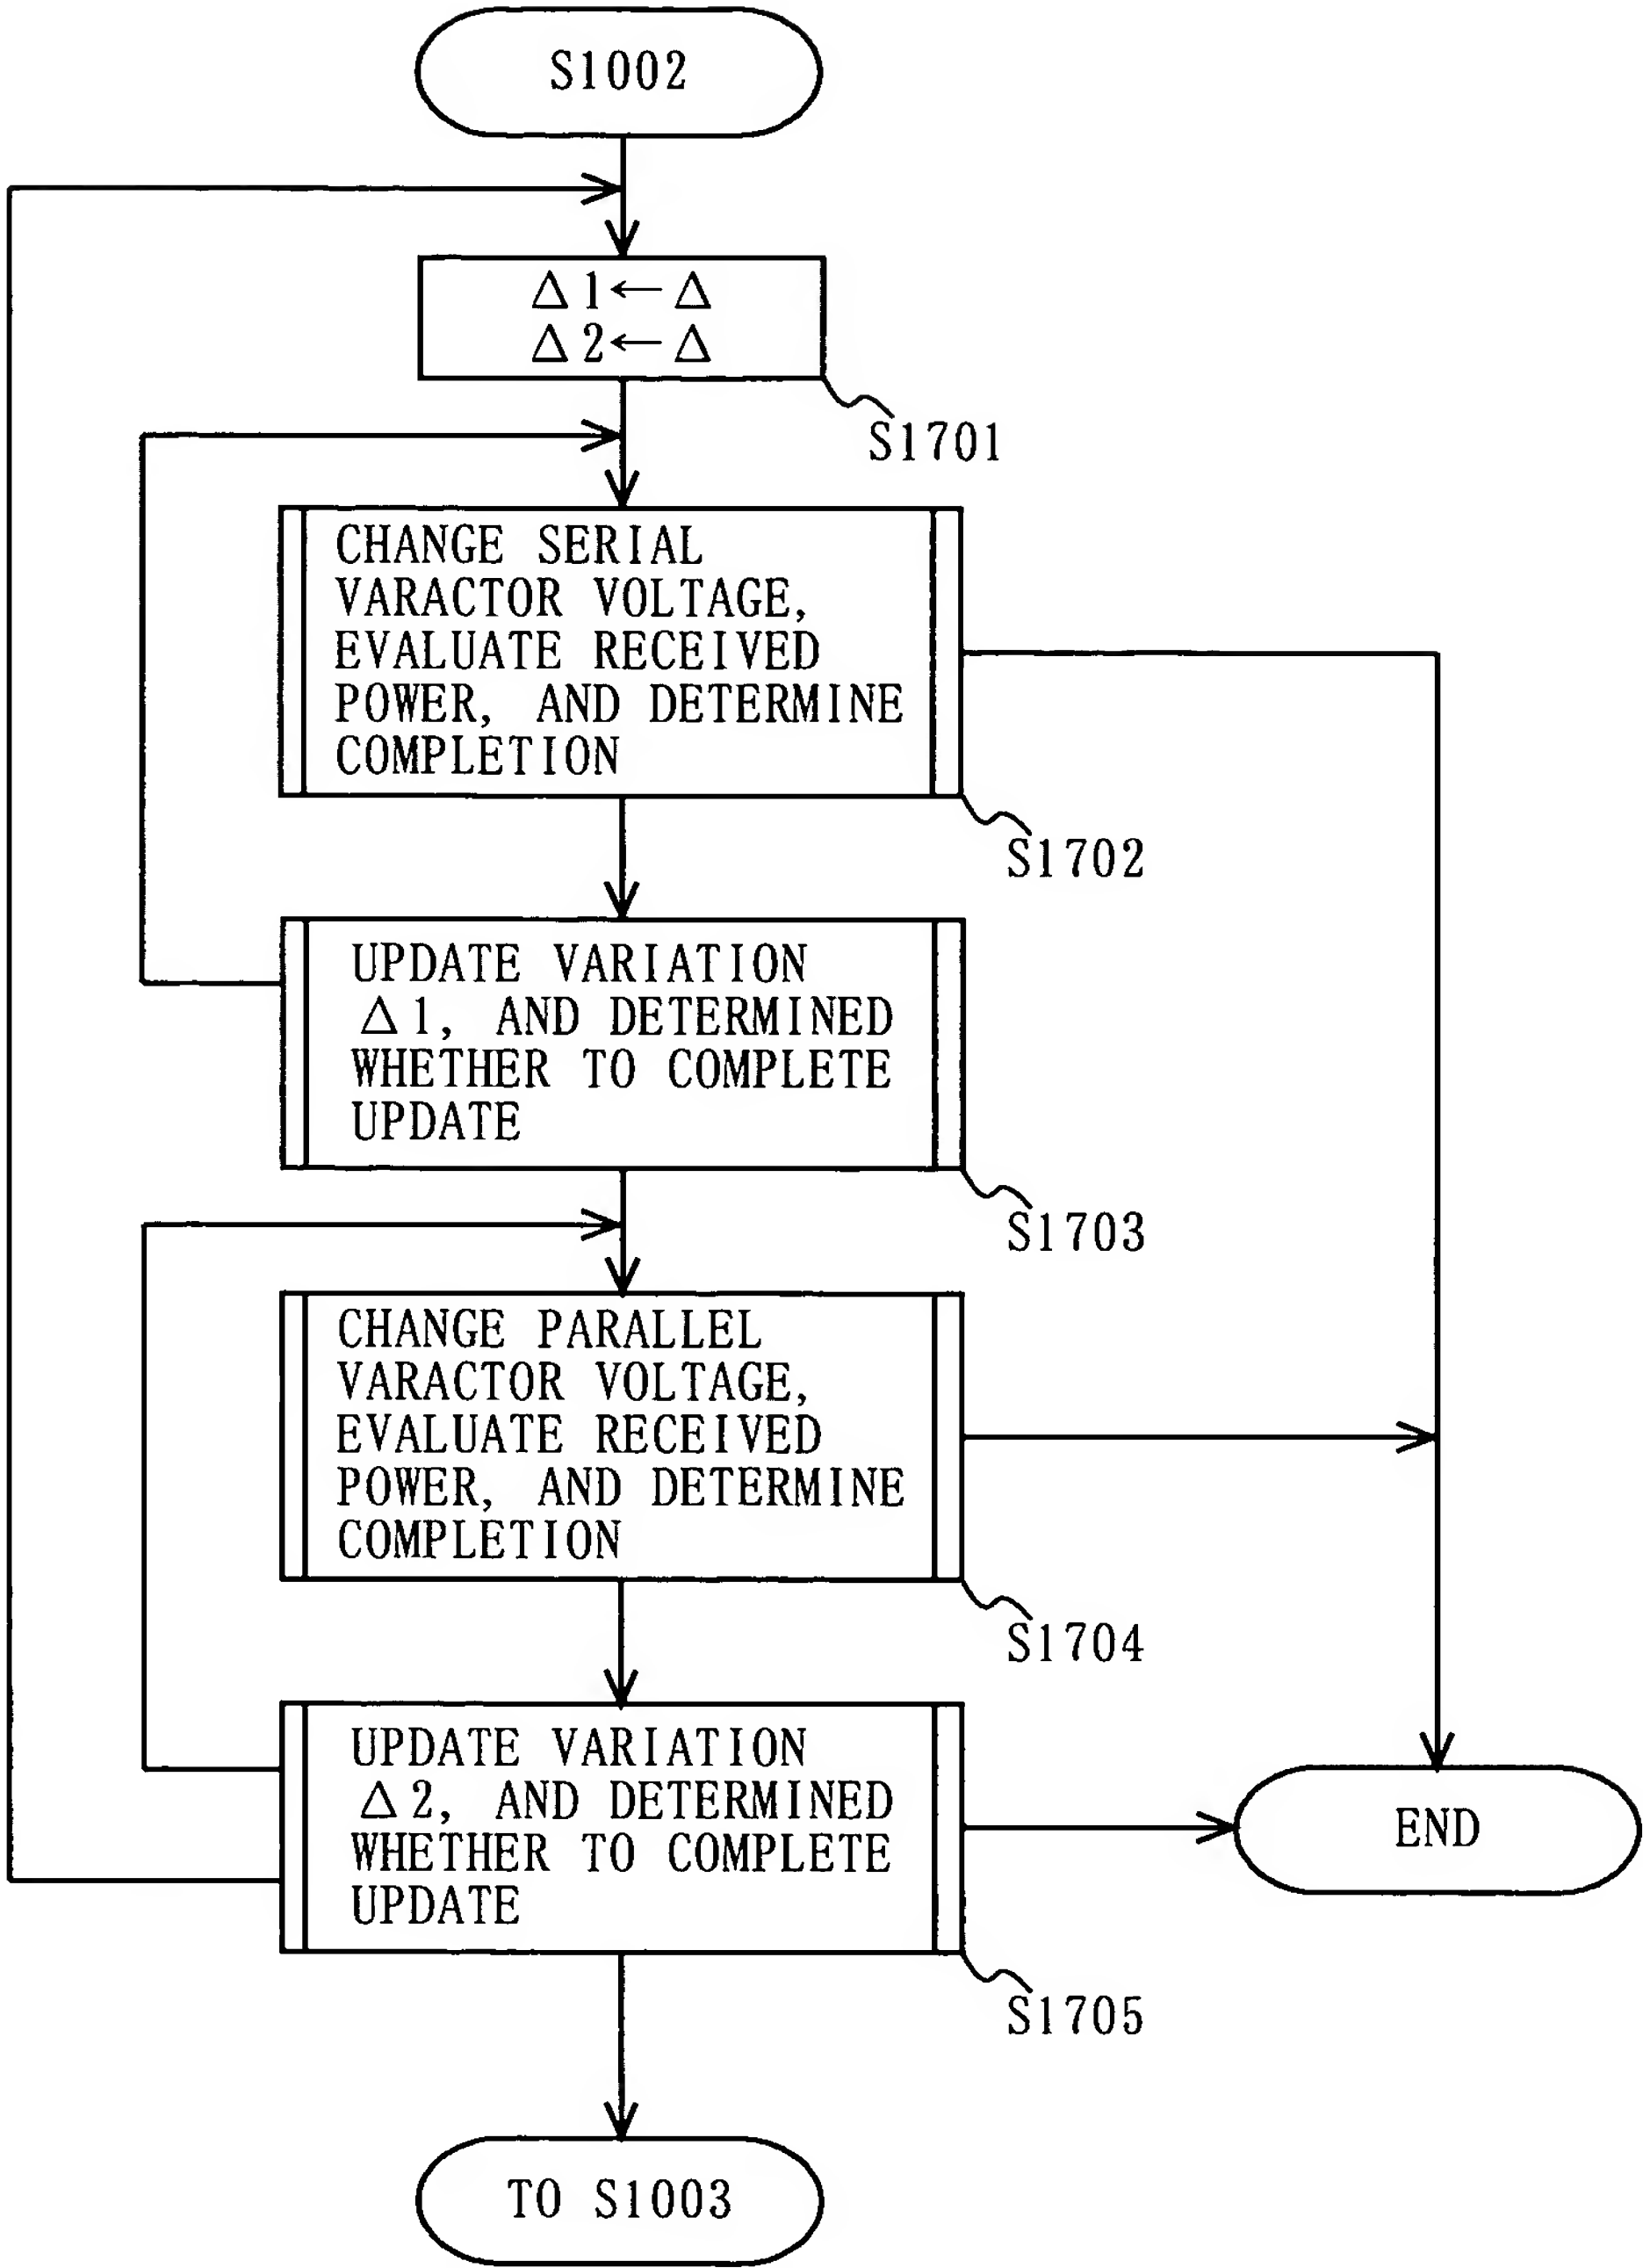 S1002
Δ1←Δ
Δ2←Δ
S1701
CHANGE SERIAL
VARACTOR VOLTAGE,
EVALUATE RECEIVED
POWER, AND DETERMINE
COMPLETION
S1702
UPDATE VARIATION
Δ1, AND DETERMINED
WHETHER TO COMPLETE
UPDATE
S1703
CHANGE PARALLEL
VARACTOR VOLTAGE,
EVALUATE RECEIVED
POWER, AND DETERMINE
COMPLETION
S1704
UPDATE VARIATION
Δ2, AND DETERMINED
WHETHER TO COMPLETE
UPDATE
END
S1705
TO S1003